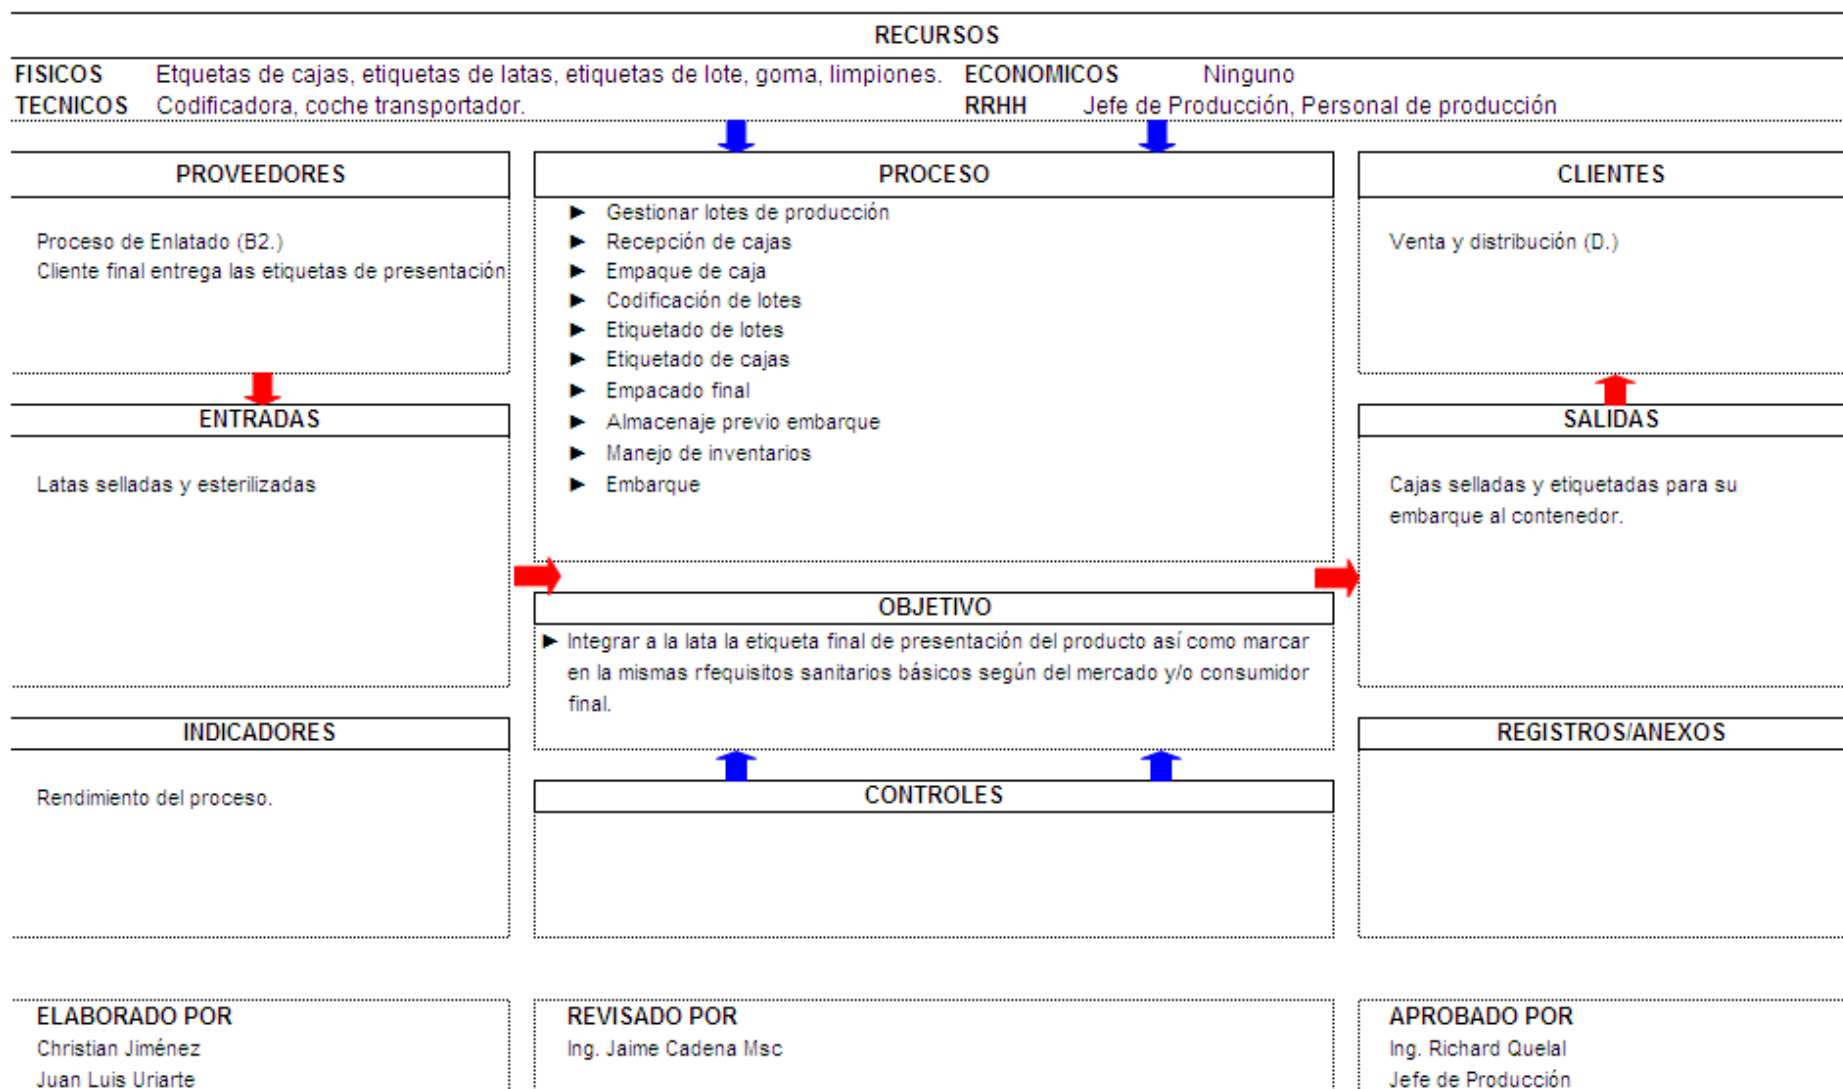 RECURSOS
FISICOS Etquetas de cajas, etiquetas de latas, etiquetas de lote, goma, limpiones. ECONOMICOS Ninguno
TECNICOS Codificadora, coche transportador. RRHH Jefe de Producción, Personal de producción
PROVEEDORES
Proceso de Enlatado (B2.)
Cliente final entrega las etiquetas de presentación
ENTRADAS
Latas selladas y esterilizadas
INDICADORES
Rendimiento del proceso.
PROCESO
► Gestionar lotes de producción
► Recepción de cajas
► Empaque de caja
► Codificación de lotes
► Etiquetado de lotes
► Etiquetado de cajas
► Empacado final
► Almacenaje previo embarque
► Manejo de inventarios
► Embarque
OBJETIVO
► Integrar a la lata la etiqueta final de presentación del producto así como marcar
en la mismas rfequisitos sanitarios básicos según del mercado y/o consumidor
final.
CONTROLES
CLIENTES
Venta y distribución (D.)
SALIDAS
Cajas selladas y etiquetadas para su
embarque al contenedor.
REGISTROS/ANEXOS
ELABORADO POR
Christian Jiménez
Juan Luis Uriarte
REVISADO POR
Ing. Jaime Cadena Msc
APROBADO POR
Ing. Richard Quelal
Jefe de Producción